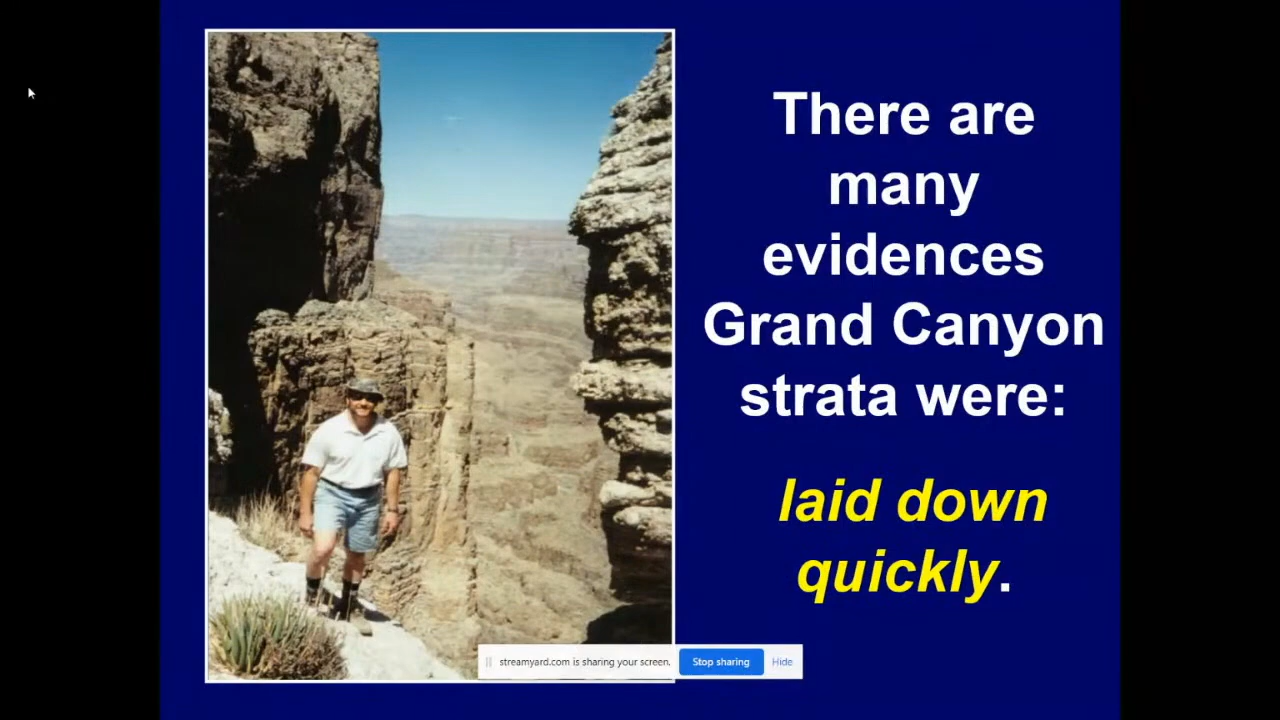 There are
many
evidences
Grand Canyon
strata were:
laid down
quickly.
streamyard.com is sharing your screen. Stop sharing Hide